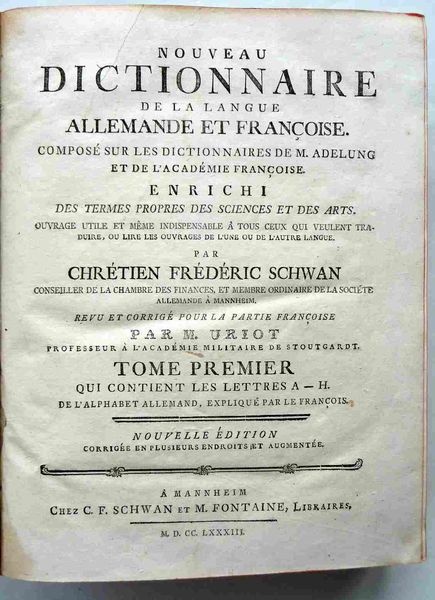 NOUVEAU
DICTIONNAIRE
DE LA LANGUE
ALLEMANDE ET FRANÇOISE.
COMPOSÉ SUR LES DICTIONNAIRES DE M. ADELUNG
ET DE L'ACADÉMIE FRANÇOISE.
ENRICHI
DES TERMES PROPRES DES SCIENCES ET DES ARTS.
OUVRAGE UTILE ET MÊME INDISPENSABLE À TOUS CEUX QUI VEULENT TRA-
DUIRE, OU LIRE LES OUVRAGES DE L'UNE OU DE L'AUTRE LANGUE.
PAR
CHRÉTIEN FRÉDÉRIC SCHWAN
CONSEILLER DE LA CHAMBRE DES FINANCES, ET MEMBRE ORDINAIRE DE LA SOCIÉTÉ
ALLEMANDE À MANNHEIM.
REVU ET CORRIGÉ POUR LA PARTIE FRANÇOISE
PAR M. URIOT
PROFESSEUR À L'ACADÉMIE MILITAIRE DE STOUTGARDT.
TOME PREMIER
QUI CONTIENT LES LETTRES A — H.
DE L'ALPHABET ALLEMAND, EXPLIQUÉ PAR LE FRANÇOIS.
NOUVELLE ÉDITION
CORRIGÉE EN PLUSIEURS ENDROITS ET AUGMENTÉE.
À MANNHEIM
CHEZ C. F. SCHWAN ET M. FONTAINE, LIBRAIRES,
M. D. CC. LXXXIII.